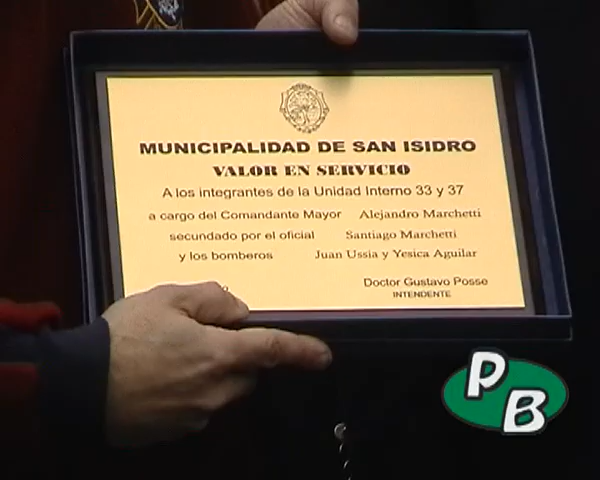 MUNICIPALIDAD DE SAN ISIDRO
VALOR EN SERVICIO
A los integrantes de la Unidad Interno 33 y 37
a cargo del Comandante Mayor Alejandro Marchetti
secundado por el oficial Santiago Marchetti
y los bomberos Juan Ussia y Yesica Aguilar
Doctor Gustavo Posse
INTENDENTE
PB